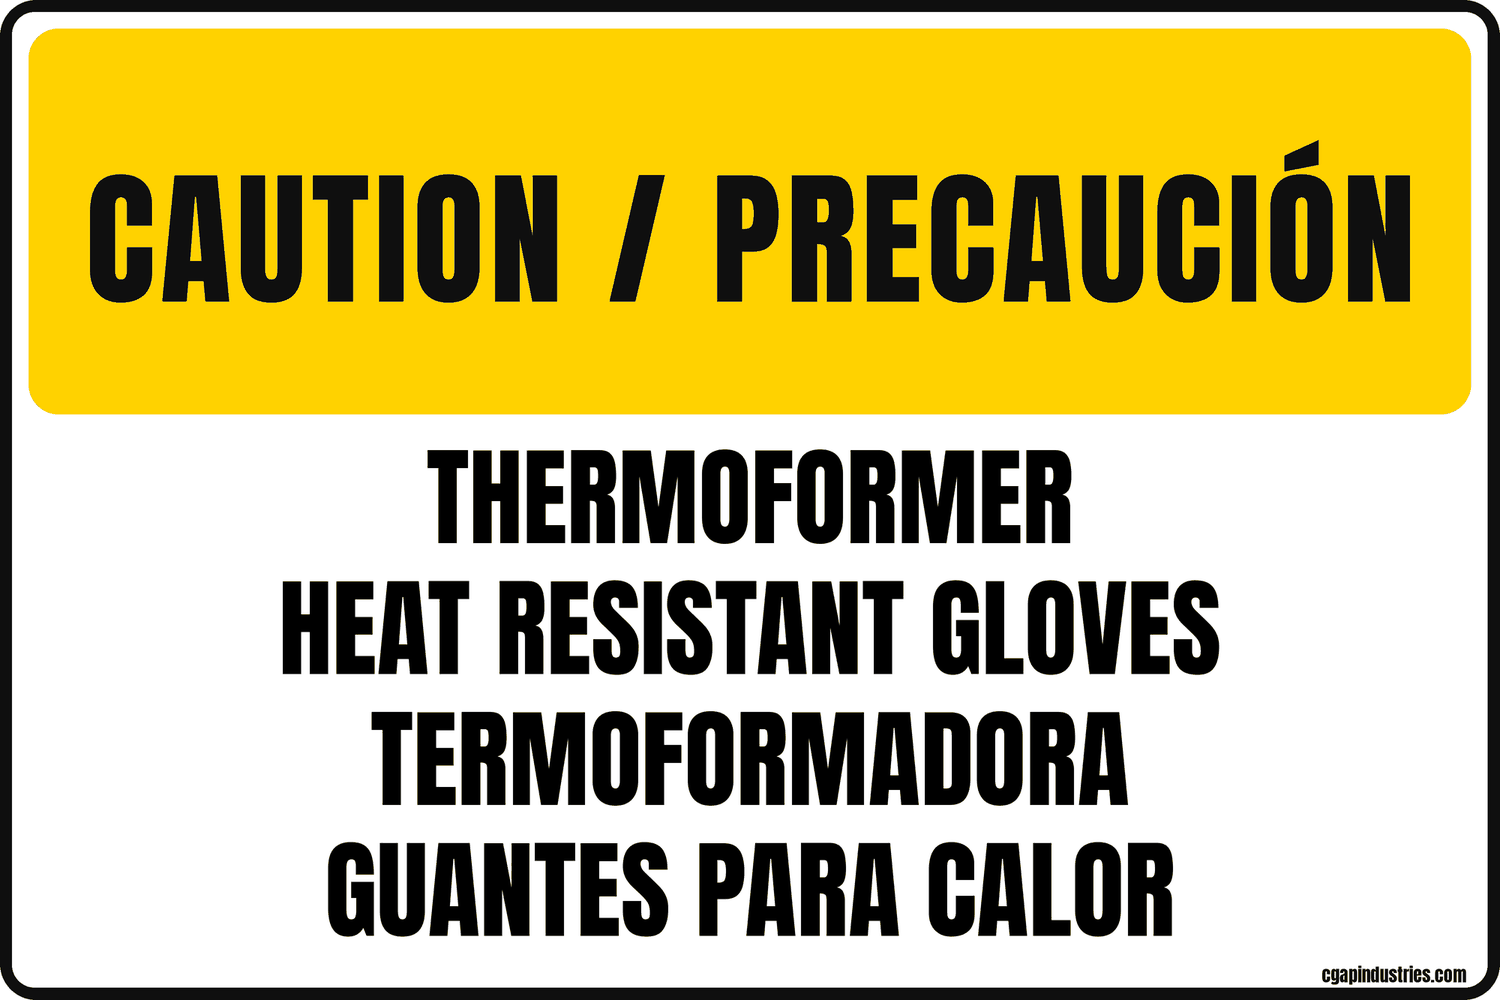 CAUTION / PRECAUCIÓN
THERMOFORMER
HEAT RESISTANT GLOVES
TERMOFORMADORA
GUANTES PARA CALOR
cgapindustries.com